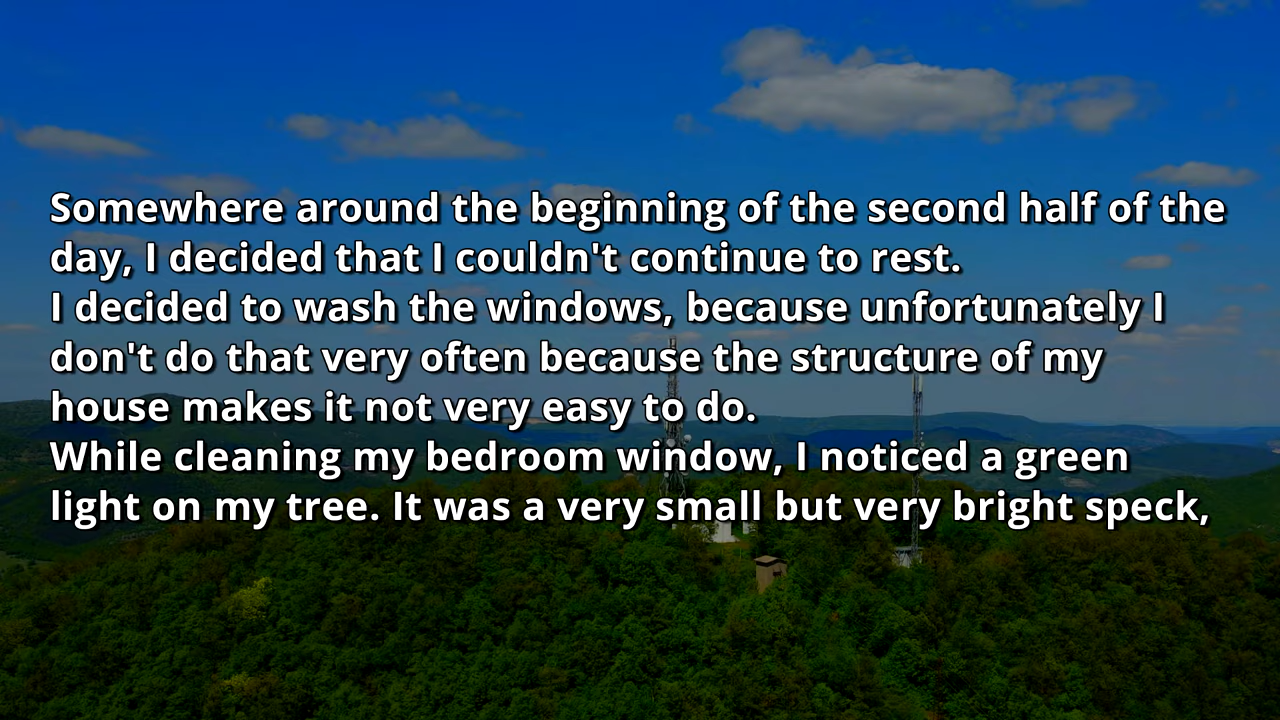 Somewhere around the beginning of the second half of the
day, I decided that I couldn't continue to rest.
I decided to wash the windows, because unfortunately I
don't do that very often because the structure of my
house makes it not very easy to do.
While cleaning my bedroom window, I noticed a green
light on my tree. It was a very small but very bright speck,